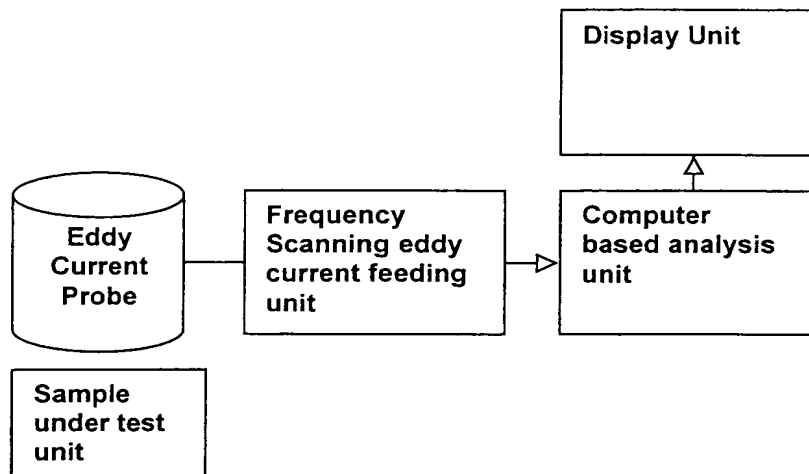 Display Unit
Eddy
Current
Probe
Frequency
Scanning eddy
current feeding
unit
Computer
based analysis
unit
Sample
under test
unit